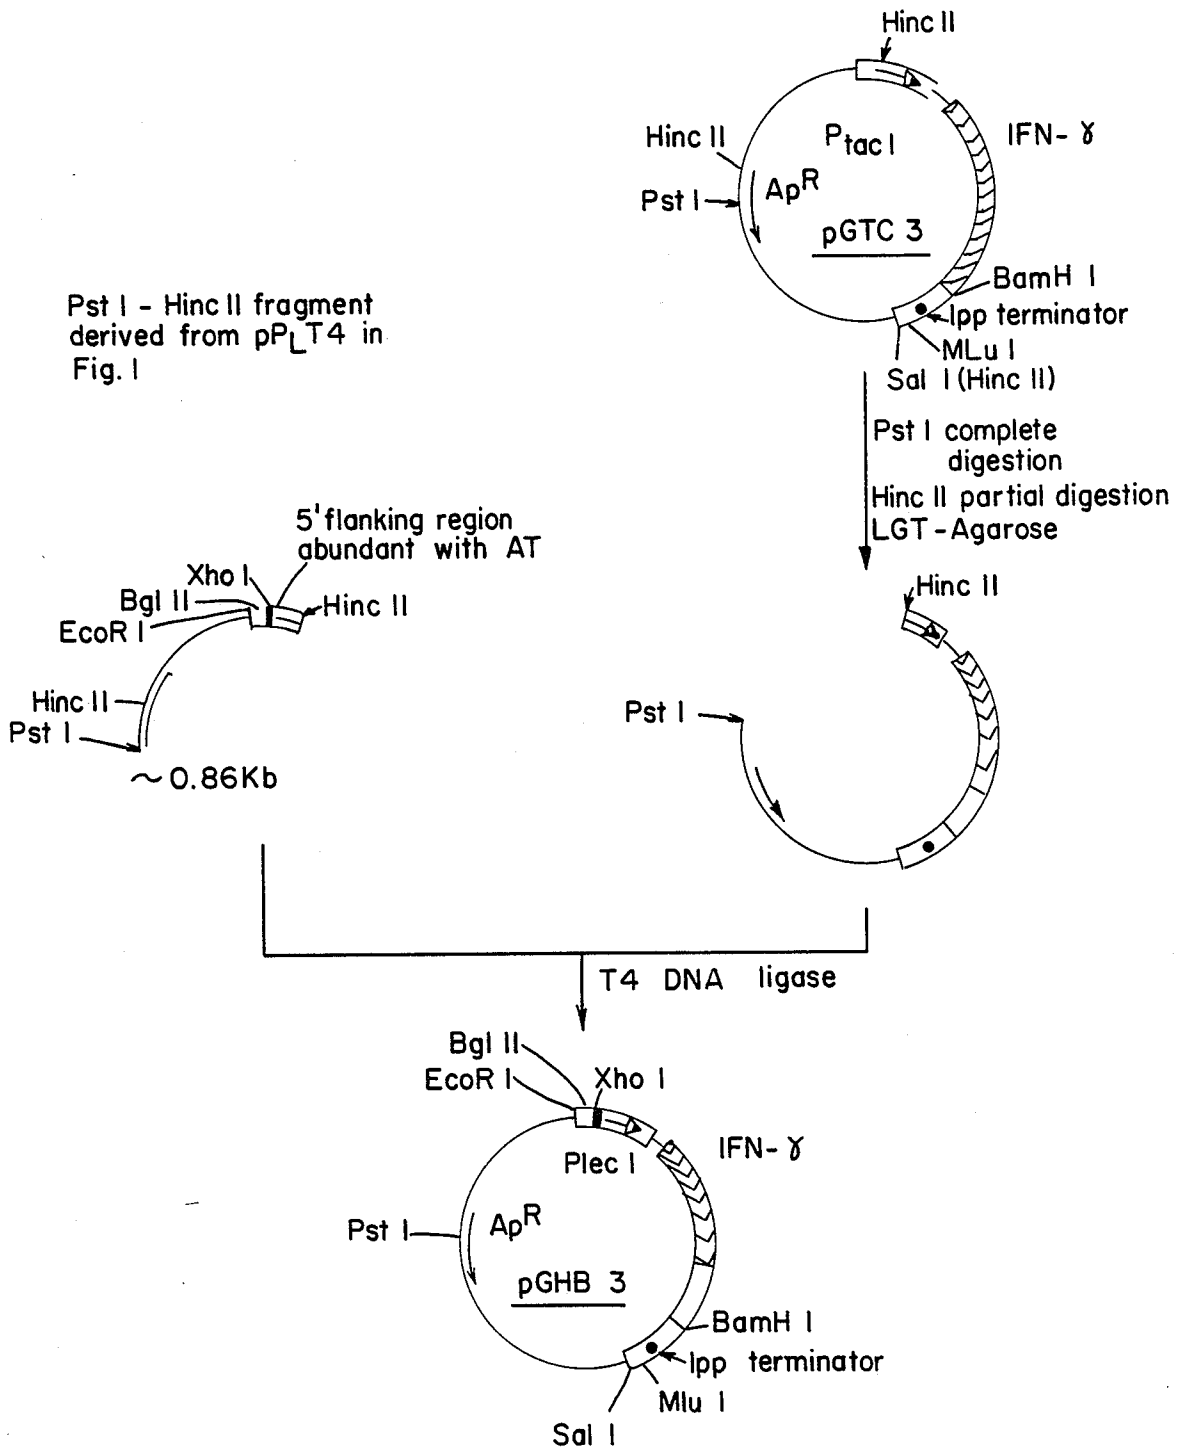 Hinc II
Hinc II
Ptac I
IFN-γ
Pst I
ApR
pGTC 3
BamH I
lpp terminator
MLu I
Sal I (Hinc II)
Pst I - Hinc II fragment
derived from pPLT4 in
Fig. I
Pst I complete
digestion
Hinc II partial digestion
LGT-Agarose
5' flanking region
abundant with AT
Xho I
Bgl II
EcoR I
Hinc II
Hinc II
Pst I
~0.86Kb
Hinc II
Pst I
T4 DNA ligase
Bgl II
EcoR I
Xho I
Plec I
IFN-γ
Pst I
ApR
pGHB 3
BamH I
lpp terminator
Mlu I
Sal I